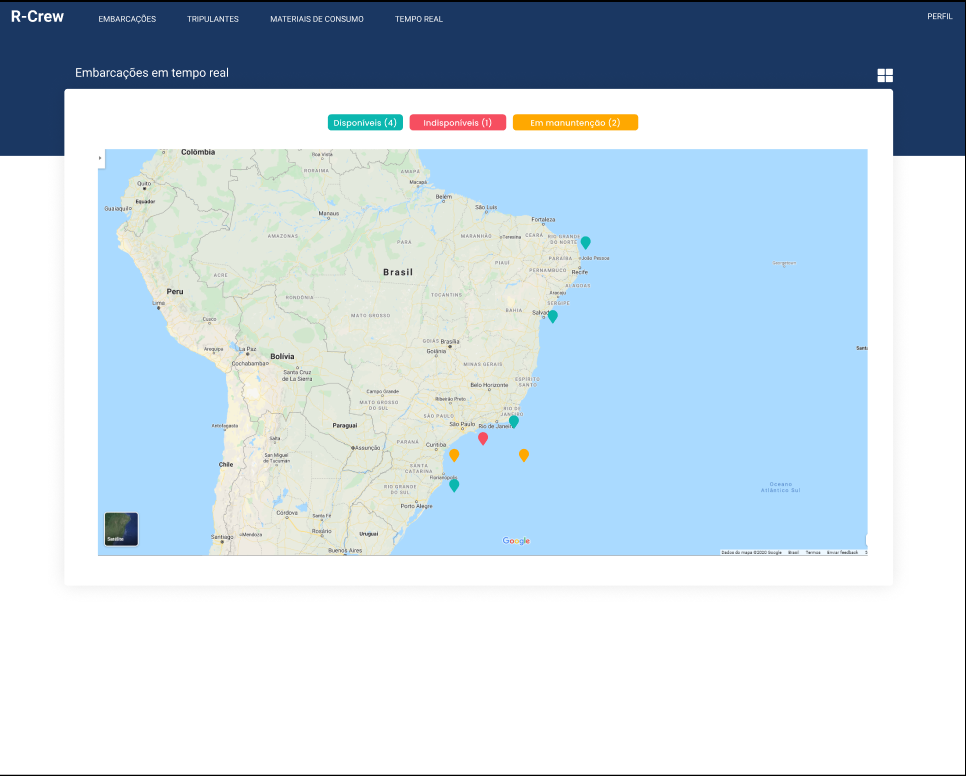 R-Crew
EMBARCAÇÕES
TRIPULANTES
MATERIAIS DE CONSUMO
TEMPO REAL
PERFIL
Embarcações em tempo real
Disponíveis (4)
Indisponíveis (1)
Em manuntenção (2)
Colômbia
Boa Vista
RORAIMA
AMAPÁ
Macapá
Quito
Equador
Guaiaquilo
Belém
São Luís
Manaus
Fortaleza
AMAZONAS
PARÁ
MARANHÃO
Teresina
CEARÁ
RIO GRANDE
DO NORTE
PARAÍBA
João Pessoa
PIAUÍ
PERNAMBUCO
Recife
ACRE
Brasil
ALAGOAS
Peru
Lima
RONDÔNIA
TOCANTINS
Aracaju
SERGIPE
Cusco
MATO GROSSO
BAHIA
Salvador
GOIÁS
Brasília
Goiânia
Arequipa
La Paz
Cochabamba
Bolívia
Santa Cruz
de La Sierra
MINAS GERAIS
Belo Horizonte
ESPÍRITO
SANTO
Campo Grande
MATO GROSSO
DO SUL
Ribeirão Preto
SÃO PAULO
RIO DE
JANEIRO
Antofagasta
Paraguai
São Paulo
Rio de Janeiro
Salta
Assunção
PARANÁ
Curitiba
San Miguel
de Tucumán
Chile
SANTA
CATARINA
Florianópolis
RIO GRANDE
DO SUL
Porto Alegre
Oceano
Atlântico Sul
Córdova
Santa Fé
Santiago
Mendoza
Rosário
Uruguai
Buenos Aires
Satélite
Google
Dados do mapa ©2020 Google
Brasil
Termos
Enviar feedback